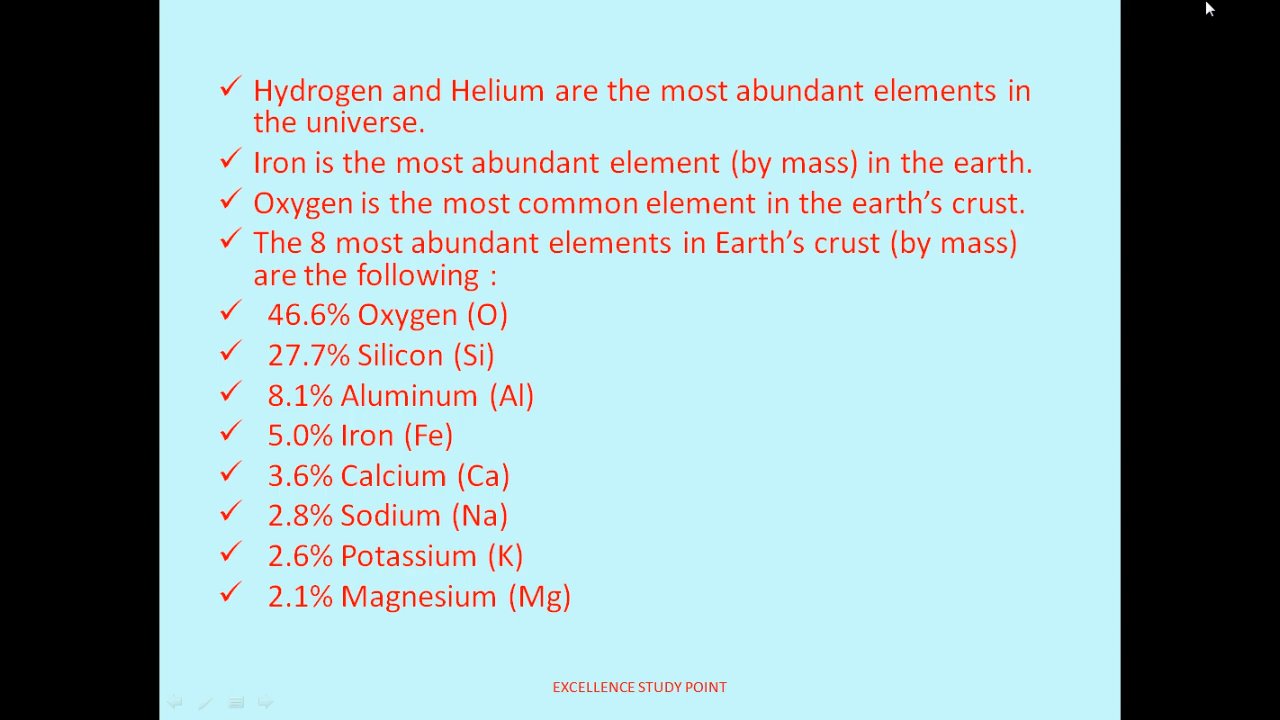 ✓ Hydrogen and Helium are the most abundant elements in
the universe.
✓ Iron is the most abundant element (by mass) in the earth.
✓ Oxygen is the most common element in the earth’s crust.
✓ The 8 most abundant elements in Earth’s crust (by mass)
are the following :
✓ 46.6% Oxygen (O)
✓ 27.7% Silicon (Si)
✓ 8.1% Aluminum (Al)
✓ 5.0% Iron (Fe)
✓ 3.6% Calcium (Ca)
✓ 2.8% Sodium (Na)
✓ 2.6% Potassium (K)
✓ 2.1% Magnesium (Mg)
EXCELLENCE STUDY POINT